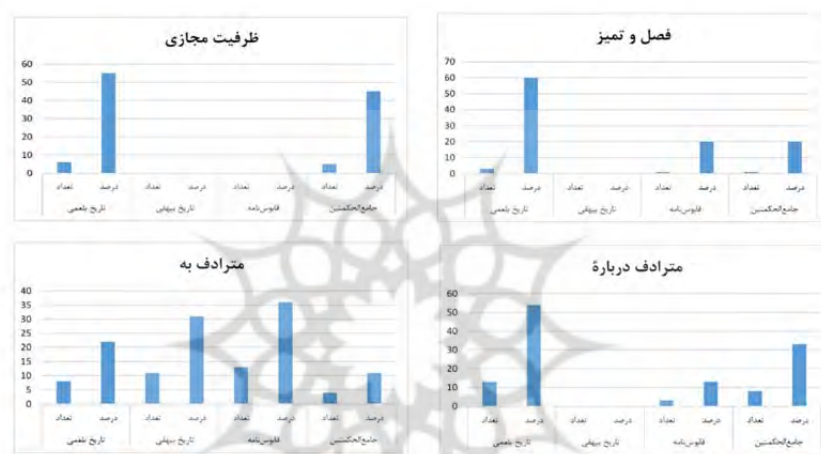 ظرفیت مجازی
60
50
40
30
20
10
0
تعداد درصد تعداد درصد تعداد درصد تعداد درصد
تاریخ بلعمی تاریخ بیهقی قابوس‌نامه جامع‌الحکمتین
فصل و تمیز
70
60
50
40
30
20
10
0
تعداد درصد تعداد درصد تعداد درصد تعداد درصد
تاریخ بلعمی تاریخ بیهقی قابوس‌نامه جامع‌الحکمتین
مترادف به
40
35
30
25
20
15
10
5
0
تعداد درصد تعداد درصد تعداد درصد تعداد درصد
تاریخ بلعمی تاریخ بیهقی قابوس‌نامه جامع‌الحکمتین
مترادف دربارۀ
60
50
40
30
20
10
0
تعداد درصد تعداد درصد تعداد درصد تعداد درصد
تاریخ بلعمی تاریخ بیهقی قابوس‌نامه جامع‌الحکمتین